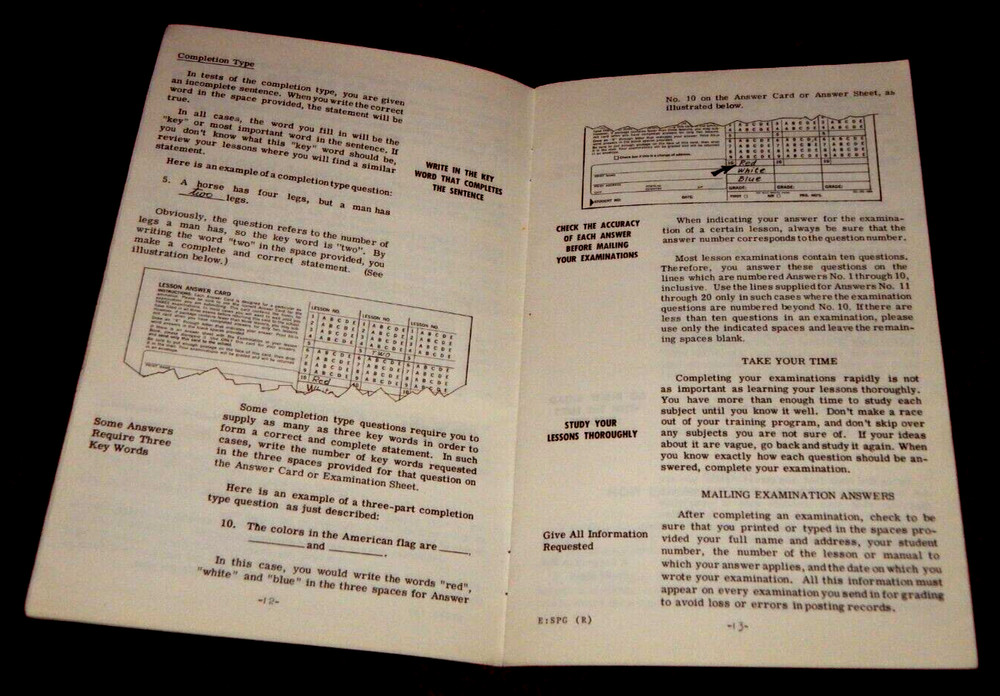 Completion Type
In tests of the completion type, you are given
an incomplete sentence. When you write the correct
word in the space provided, the statement will be
true.
In all cases, the word you fill in will be the
"key" or most important word in the sentence. If
you don't know what this "key" word should be,
review your lessons where you will find a similar
statement.
WRITE IN THE KEY
WORD THAT COMPLETES
THE SENTENCE
Here is an example of a completion type question:
5. A horse has four legs, but a man has
two legs.
Obviously, the question refers to the number of
legs a man has, so the key word is "two". By
writing the word "two" in the space provided, you
make a complete and correct statement. (See
illustration below.)
LESSON ANSWER CARD
LESSON NO. LESSON NO. LESSON NO.
TWO
Red
White
Some Answers
Require Three
Key Words
Some completion type questions require you to
supply as many as three key words in order to
form a correct and complete statement. In such
cases, write the number of key words requested
in the three spaces provided for that question on
the Answer Card or Examination Sheet.
Here is an example of a three-part completion
type question as just described:
10. The colors in the American flag are ____,
____ and ____.
In this case, you would write the words "red",
"white" and "blue" in the three spaces for Answer
-12-
No. 10 on the Answer Card or Answer Sheet, as
illustrated below.
Red
White
Blue
GRADE: GRADE: GRADE:
CHECK THE ACCURACY
OF EACH ANSWER
BEFORE MAILING
YOUR EXAMINATIONS
When indicating your answer for the examina-
tion of a certain lesson, always be sure that the
answer number corresponds to the question number.
Most lesson examinations contain ten questions.
Therefore, you answer these questions on the
lines which are numbered Answers No. 1 through 10,
inclusive. Use the lines supplied for Answers No. 11
through 20 only in such cases where the examination
questions are numbered beyond No. 10. If there are
less than ten questions in an examination, please
use only the indicated spaces and leave the remain-
ing spaces blank.
TAKE YOUR TIME
STUDY YOUR
LESSONS THOROUGHLY
Completing your examinations rapidly is not
as important as learning your lessons thoroughly.
You have more than enough time to study each
subject until you know it well. Don't make a race
out of your training program, and don't skip over
any subjects you are not sure of. If your ideas
about it are vague, go back and study it again. When
you know exactly how each question should be an-
swered, complete your examination.
MAILING EXAMINATION ANSWERS
Give All Information
Requested
After completing an examination, check to be
sure that you printed or typed in the spaces pro-
vided your full name and address, your student
number, the number of the lesson or manual to
which your answer applies, and the date on which you
wrote your examination. All this information must
appear on every examination you send in for grading
to avoid loss or errors in posting records.
E:SPG (R)
-13-